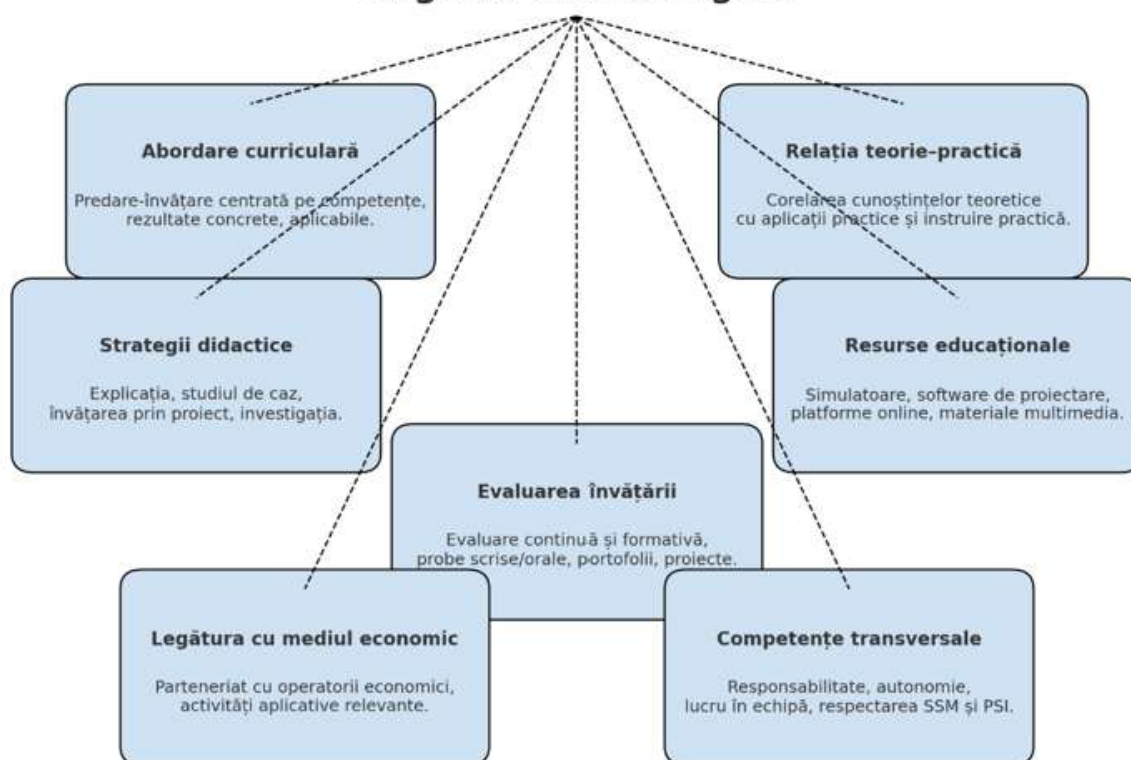 Abordare curriculară
Predare-învățare centrată pe competențe,
rezultate concrete, aplicabile.
Relația teorie–practică
Corelarea cunoștințelor teoretice
cu aplicații practice și instruire practică.
Strategii didactice
Explicația, studiul de caz,
învățarea prin proiect, investigația.
Resurse educaționale
Simulatoare, software de proiectare,
platforme online, materiale multimedia.
Evaluarea învățării
Evaluare continuă și formativă,
probe scrise/orale, portofolii, proiecte.
Legătura cu mediul economic
Parteneriat cu operatorii economici,
activități aplicative relevante.
Competențe transversale
Responsabilitate, autonomie,
lucru în echipă, respectarea SSM și PSI.